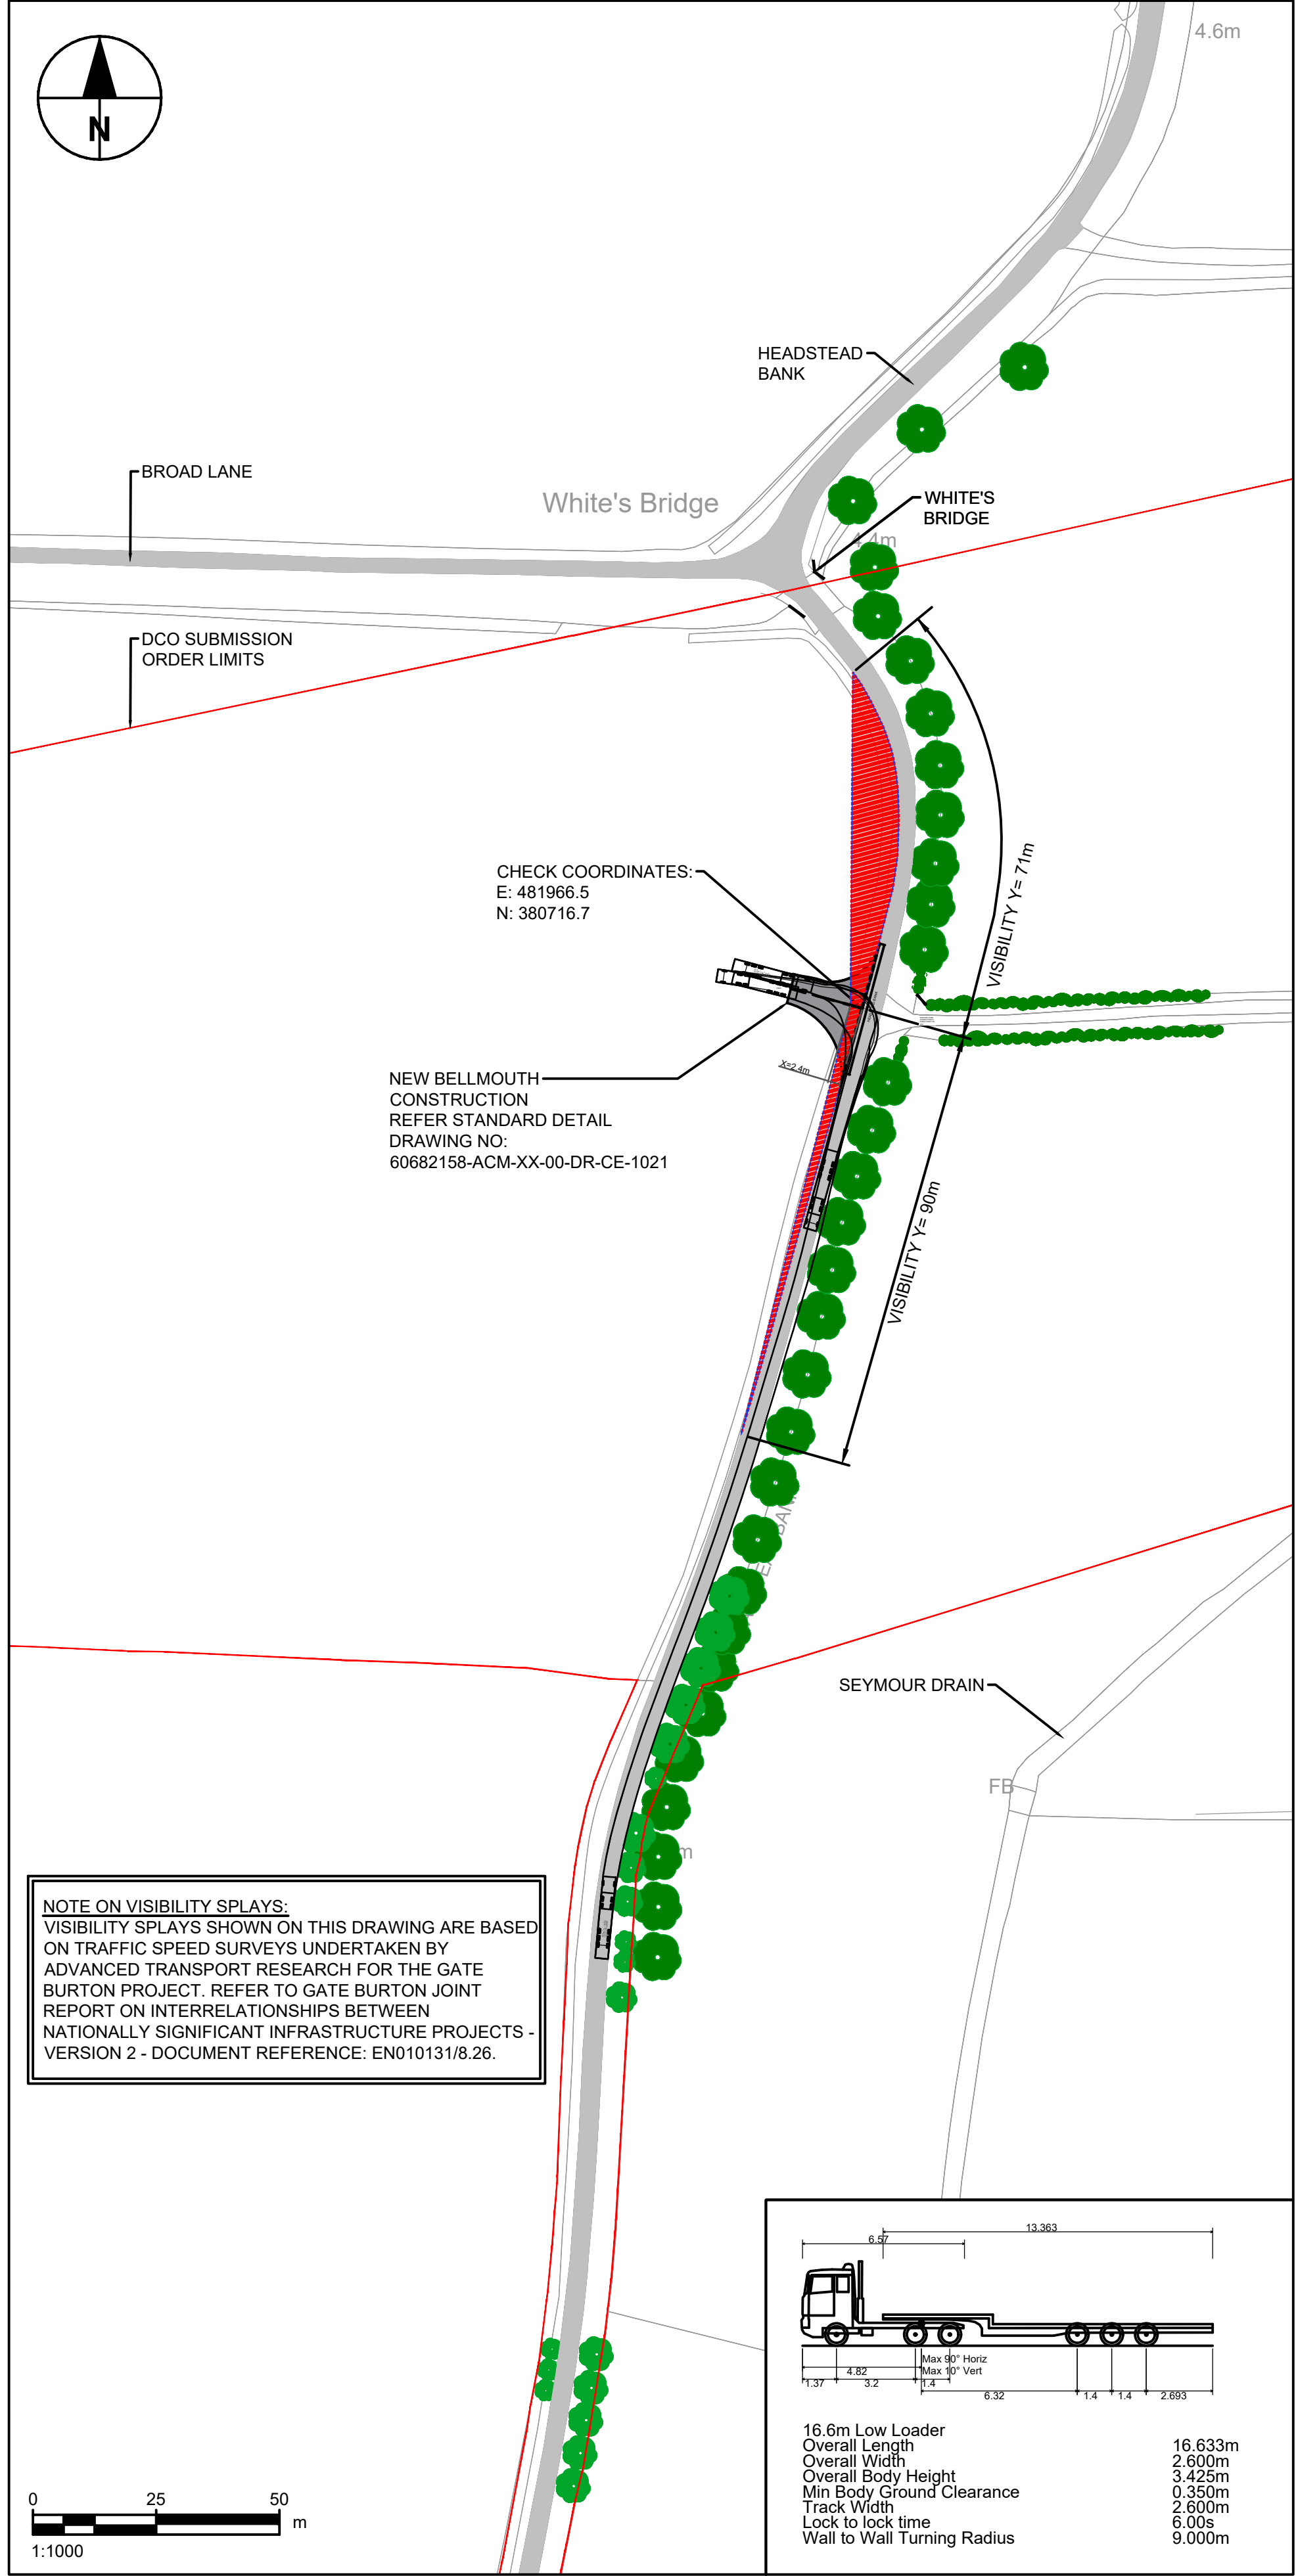 4.6m
N
HEADSTEAD
BANK
BROAD LANE
White's Bridge
WHITE'S
BRIDGE
4.4m
DCO SUBMISSION
ORDER LIMITS
CHECK COORDINATES:
E: 481966.5
N: 380716.7
VISIBILITY Y= 71m
X=2.4m
NEW BELLMOUTH
CONSTRUCTION
REFER STANDARD DETAIL
DRAWING NO:
60682158-ACM-XX-00-DR-CE-1021
VISIBILITY Y= 90m
SEYMOUR DRAIN
FB
m
NOTE ON VISIBILITY SPLAYS:
VISIBILITY SPLAYS SHOWN ON THIS DRAWING ARE BASED
ON TRAFFIC SPEED SURVEYS UNDERTAKEN BY
ADVANCED TRANSPORT RESEARCH FOR THE GATE
BURTON PROJECT. REFER TO GATE BURTON JOINT
REPORT ON INTERRELATIONSHIPS BETWEEN
NATIONALLY SIGNIFICANT INFRASTRUCTURE PROJECTS -
VERSION 2 - DOCUMENT REFERENCE: EN010131/8.26.
13.363
6.57
Max 90° Horiz
Max 10° Vert
4.82
1.37 3.2 1.4
6.32 1.4 1.4 2.693
16.6m Low Loader
Overall Length 16.633m
Overall Width 2.600m
Overall Body Height 3.425m
Min Body Ground Clearance 0.350m
Track Width 2.600m
Lock to lock time 6.00s
Wall to Wall Turning Radius 9.000m
0 25 50
m
1:1000